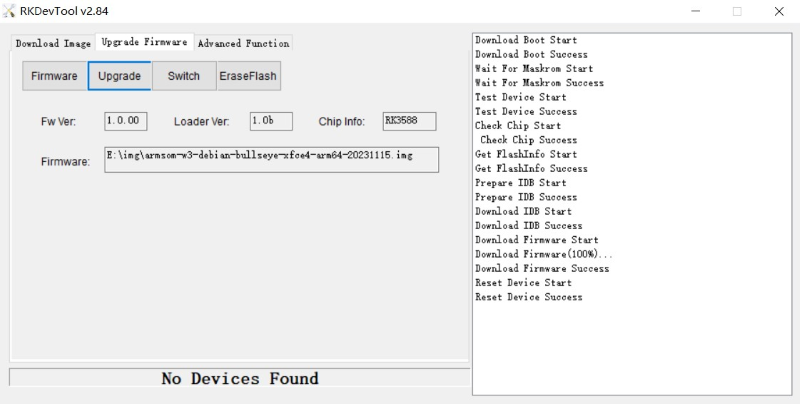 RKDevTool v2.84
Download Image Upgrade Firmware Advanced Function
Firmware Upgrade Switch EraseFlash
Fw Ver: 1.0.00 Loader Ver: 1.0b Chip Info: RK3588
Firmware: E:\img\armsom-w3-debian-bullseye-xfce4-arm64-20231115.img
No Devices Found
Download Boot Start
Download Boot Success
Wait For Maskrom Start
Wait For Maskrom Success
Test Device Start
Test Device Success
Check Chip Start
Check Chip Success
Get FlashInfo Start
Get FlashInfo Success
Prepare IDB Start
Prepare IDB Success
Download IDB Start
Download IDB Success
Download Firmware Start
Download Firmware(100%)...
Download Firmware Success
Reset Device Start
Reset Device Success